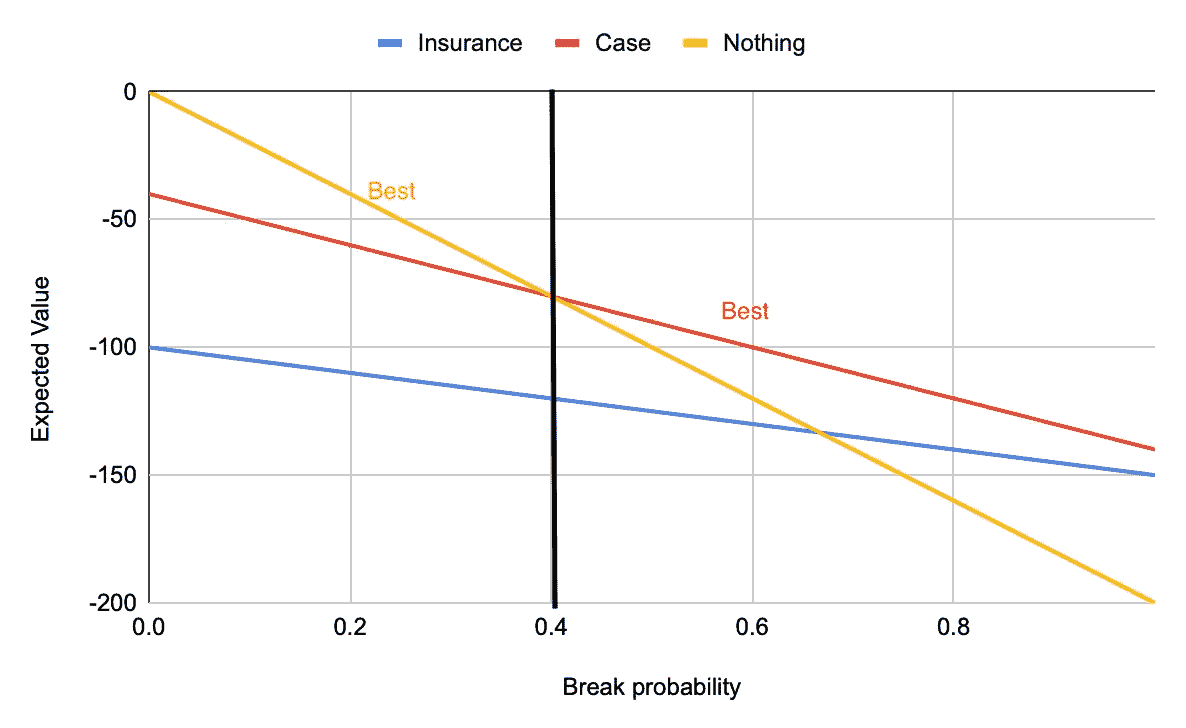 Insurance Case Nothing
0
Best
-50
Best
-100
-150
-200
0.0 0.2 0.4 0.6 0.8
Expected Value
Break probability